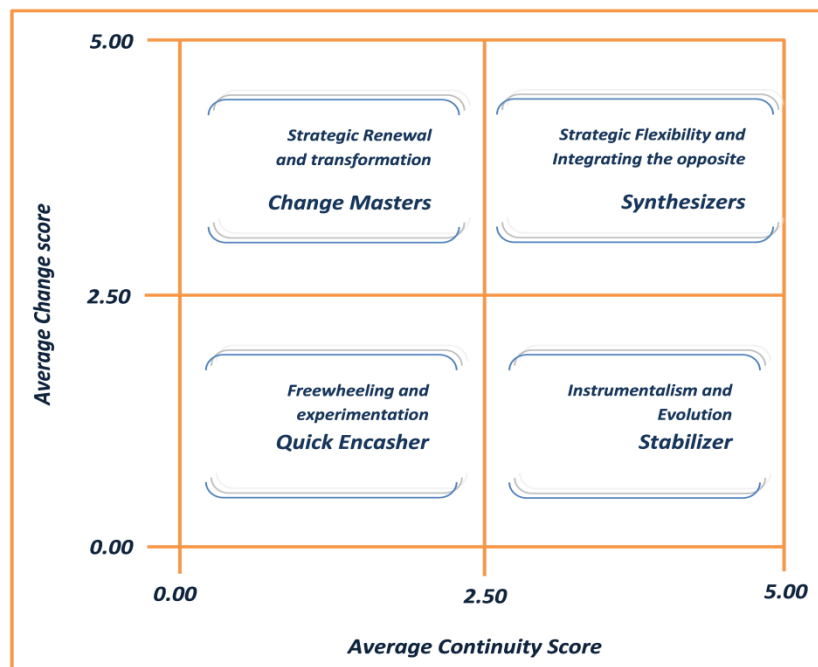 5.00
Strategic Renewal
and transformation
Change Masters
Strategic Flexibility and
Integrating the opposite
Synthesizers
Average Change score
2.50
Freewheeling and
experimentation
Quick Encasher
Instrumentalism and
Evolution
Stabilizer
0.00
0.00
2.50
5.00
Average Continuity Score